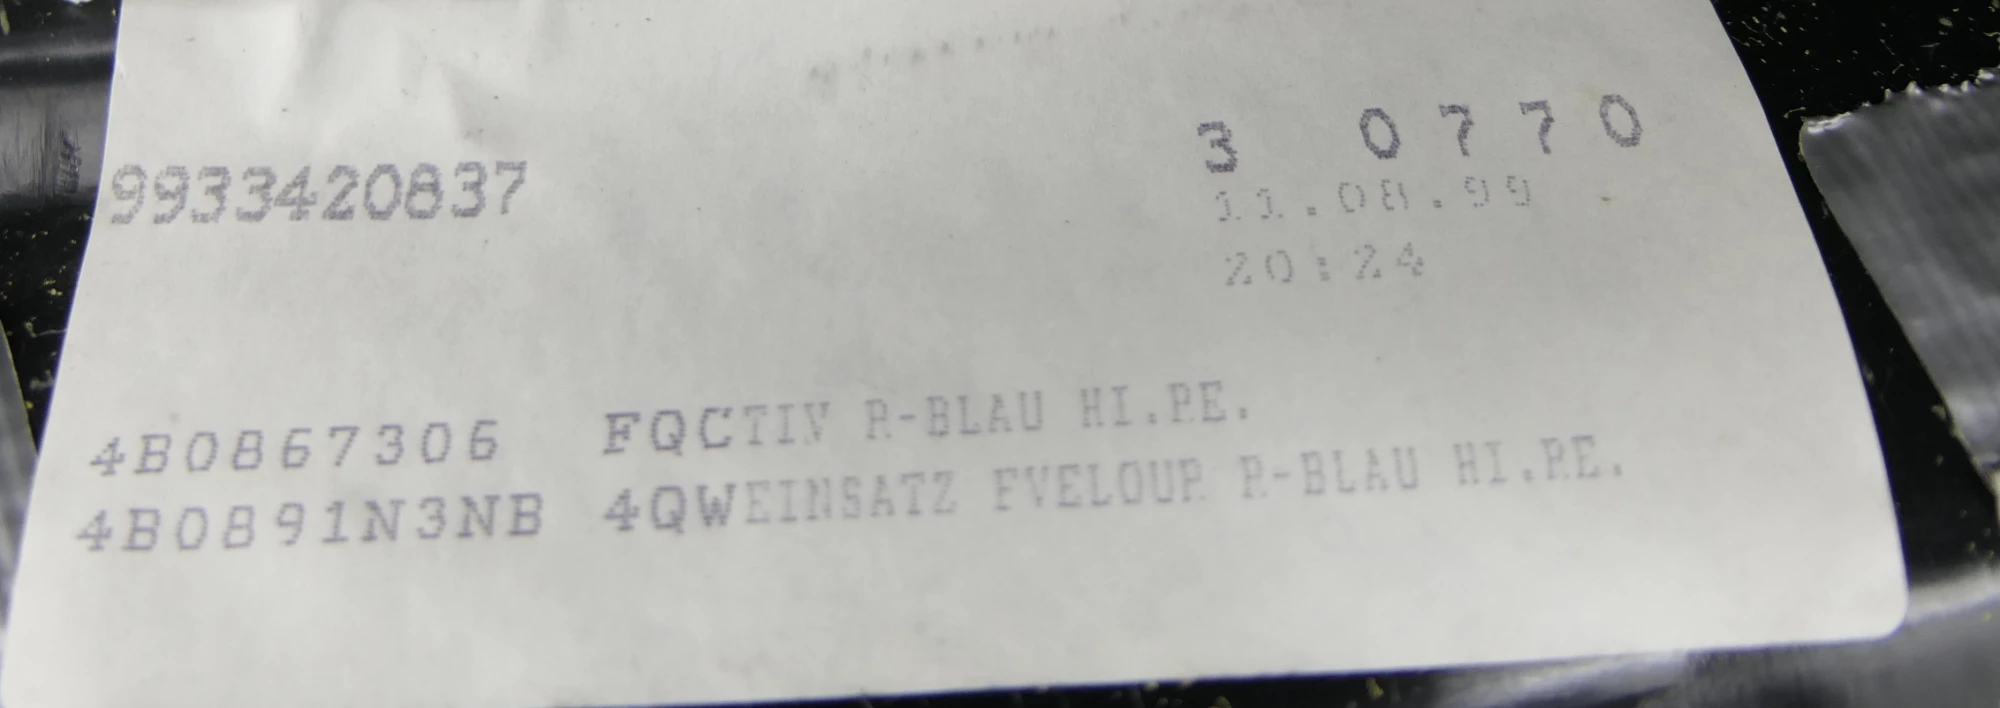 3 0770
9933420837
11.08.99
20:24
4B0867306 FQCTIV R-BLAU HI.RE.
4B0891N3NB 4QWEINSATZ FVELOUR R-BLAU HI.RE.